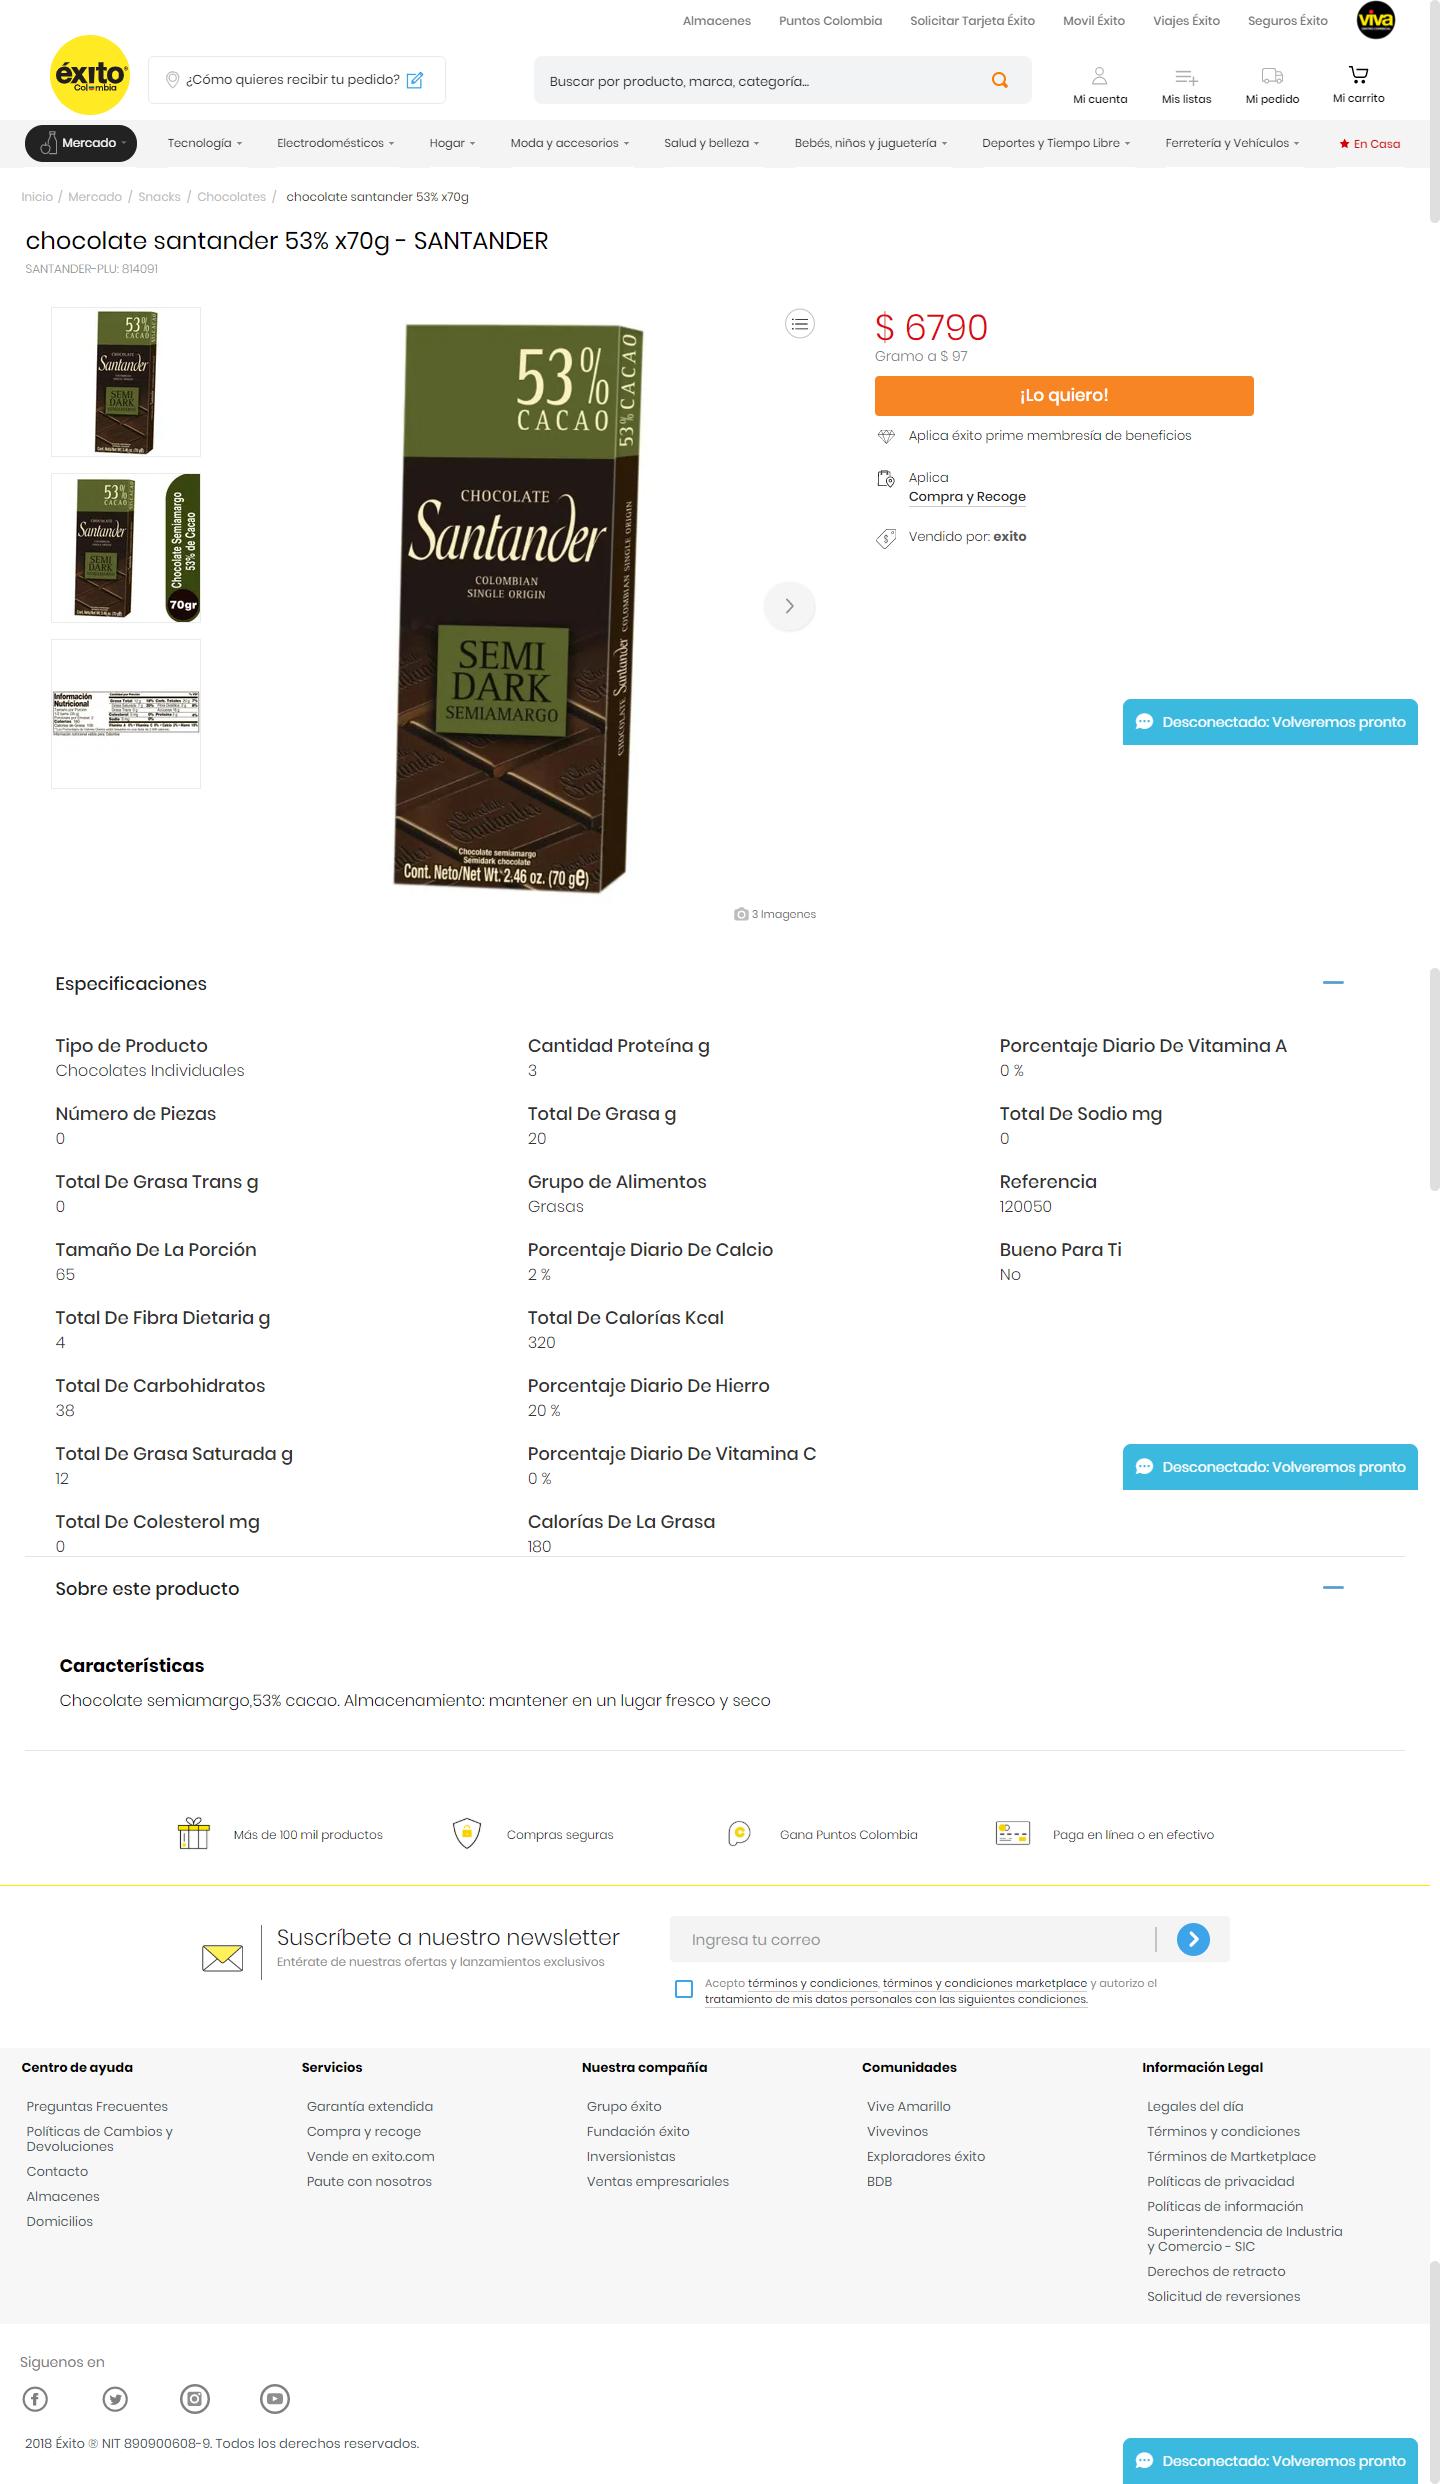 Almacenes Puntos Colombia Solicitar Tarjeta Éxito Movil Éxito Viajes Éxito Seguros Éxito viva
éxito
Colombia
¿Cómo quieres recibir tu pedido?
Buscar por producto, marca, categoría...
Mi cuenta Mis listas Mi pedido Mi carrito
Mercado Tecnología Electrodomésticos Hogar Moda y accesorios Salud y belleza Bebés, niños y juguetería Deportes y Tiempo Libre Ferretería y Vehículos En Casa
Inicio / Mercado / Snacks / Chocolates / chocolate santander 53% x70g
chocolate santander 53% x70g - SANTANDER
SANTANDER-PLU: 814091
53%
CACAO
CHOCOLATE
Santander
SEMI
DARK
53%
CACAO
Santander
SEMI
DARK
Chocolate Semiamargo
53% de Cacao
70gr
Información
Nutricional
53%
CACAO
53% CACAO
CHOCOLATE
Santander
COLOMBIAN
SINGLE ORIGIN
SEMI
DARK
SEMIAMARGO
CHOCOLATE Santander COLOMBIAN SINGLE ORIGIN
Chocolate semiamargo
Semidark chocolate
Cont. Neto/Net Wt. 2.46 oz. (70 g℮)
3 Imagenes
$ 6790
Gramo a $ 97
¡Lo quiero!
Aplica éxito prime membresía de beneficios
Aplica
Compra y Recoge
Vendido por: exito
Desconectado: Volveremos pronto
Especificaciones
Tipo de Producto
Chocolates Individuales
Número de Piezas
0
Total De Grasa Trans g
0
Tamaño De La Porción
65
Total De Fibra Dietaria g
4
Total De Carbohidratos
38
Total De Grasa Saturada g
12
Total De Colesterol mg
0
Cantidad Proteína g
3
Total De Grasa g
20
Grupo de Alimentos
Grasas
Porcentaje Diario De Calcio
2 %
Total De Calorías Kcal
320
Porcentaje Diario De Hierro
20 %
Porcentaje Diario De Vitamina C
0 %
Calorías De La Grasa
180
Porcentaje Diario De Vitamina A
0 %
Total De Sodio mg
0
Referencia
120050
Bueno Para Ti
No
Desconectado: Volveremos pronto
Sobre este producto
Características
Chocolate semiamargo,53% cacao. Almacenamiento: mantener en un lugar fresco y seco
Más de 100 mil productos Compras seguras Gana Puntos Colombia Paga en línea o en efectivo
Suscríbete a nuestro newsletter
Entérate de nuestras ofertas y lanzamientos exclusivos
Ingresa tu correo
Acepto términos y condiciones, términos y condiciones marketplace y autorizo el
tratamiento de mis datos personales con las siguientes condiciones.
Centro de ayuda
Preguntas Frecuentes
Políticas de Cambios y
Devoluciones
Contacto
Almacenes
Domicilios
Servicios
Garantía extendida
Compra y recoge
Vende en exito.com
Paute con nosotros
Nuestra compañía
Grupo éxito
Fundación éxito
Inversionistas
Ventas empresariales
Comunidades
Vive Amarillo
Vivevinos
Exploradores éxito
BDB
Información Legal
Legales del día
Términos y condiciones
Términos de Martketplace
Políticas de privacidad
Políticas de información
Superintendencia de Industria
y Comercio - SIC
Derechos de retracto
Solicitud de reversiones
Siguenos en
2018 Éxito ® NIT 890900608-9. Todos los derechos reservados.
Desconectado: Volveremos pronto